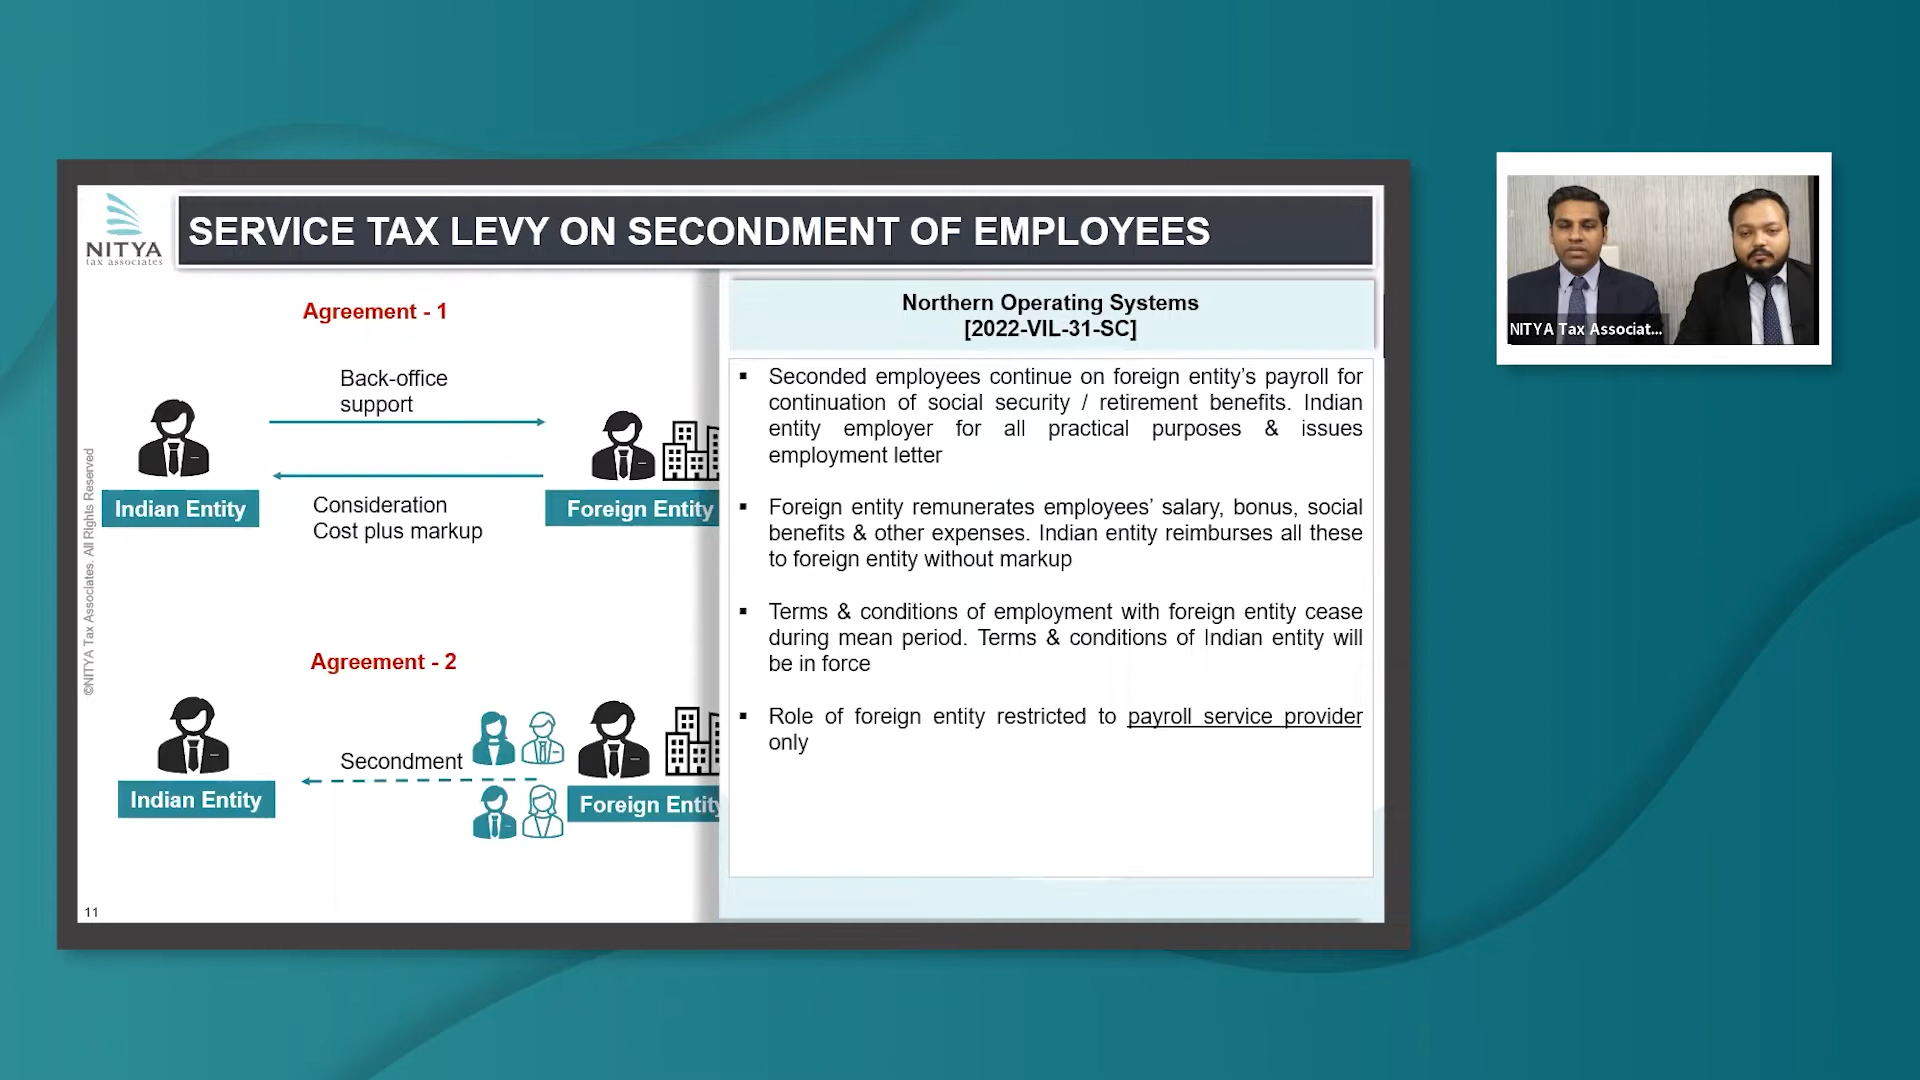 NITYA
tax associates
SERVICE TAX LEVY ON SECONDMENT OF EMPLOYEES
Agreement - 1
Back-office
support
Indian Entity
Consideration
Cost plus markup
Foreign Entity
Agreement - 2
Secondment
Indian Entity
Foreign Entity
©NITYA Tax Associates. All Rights Reserved
11
Northern Operating Systems
[2022-VIL-31-SC]
▪ Seconded employees continue on foreign entity’s payroll for
continuation of social security / retirement benefits. Indian
entity employer for all practical purposes & issues
employment letter
▪ Foreign entity remunerates employees’ salary, bonus, social
benefits & other expenses. Indian entity reimburses all these
to foreign entity without markup
▪ Terms & conditions of employment with foreign entity cease
during mean period. Terms & conditions of Indian entity will
be in force
▪ Role of foreign entity restricted to payroll service provider
only
NITYA Tax Associat...